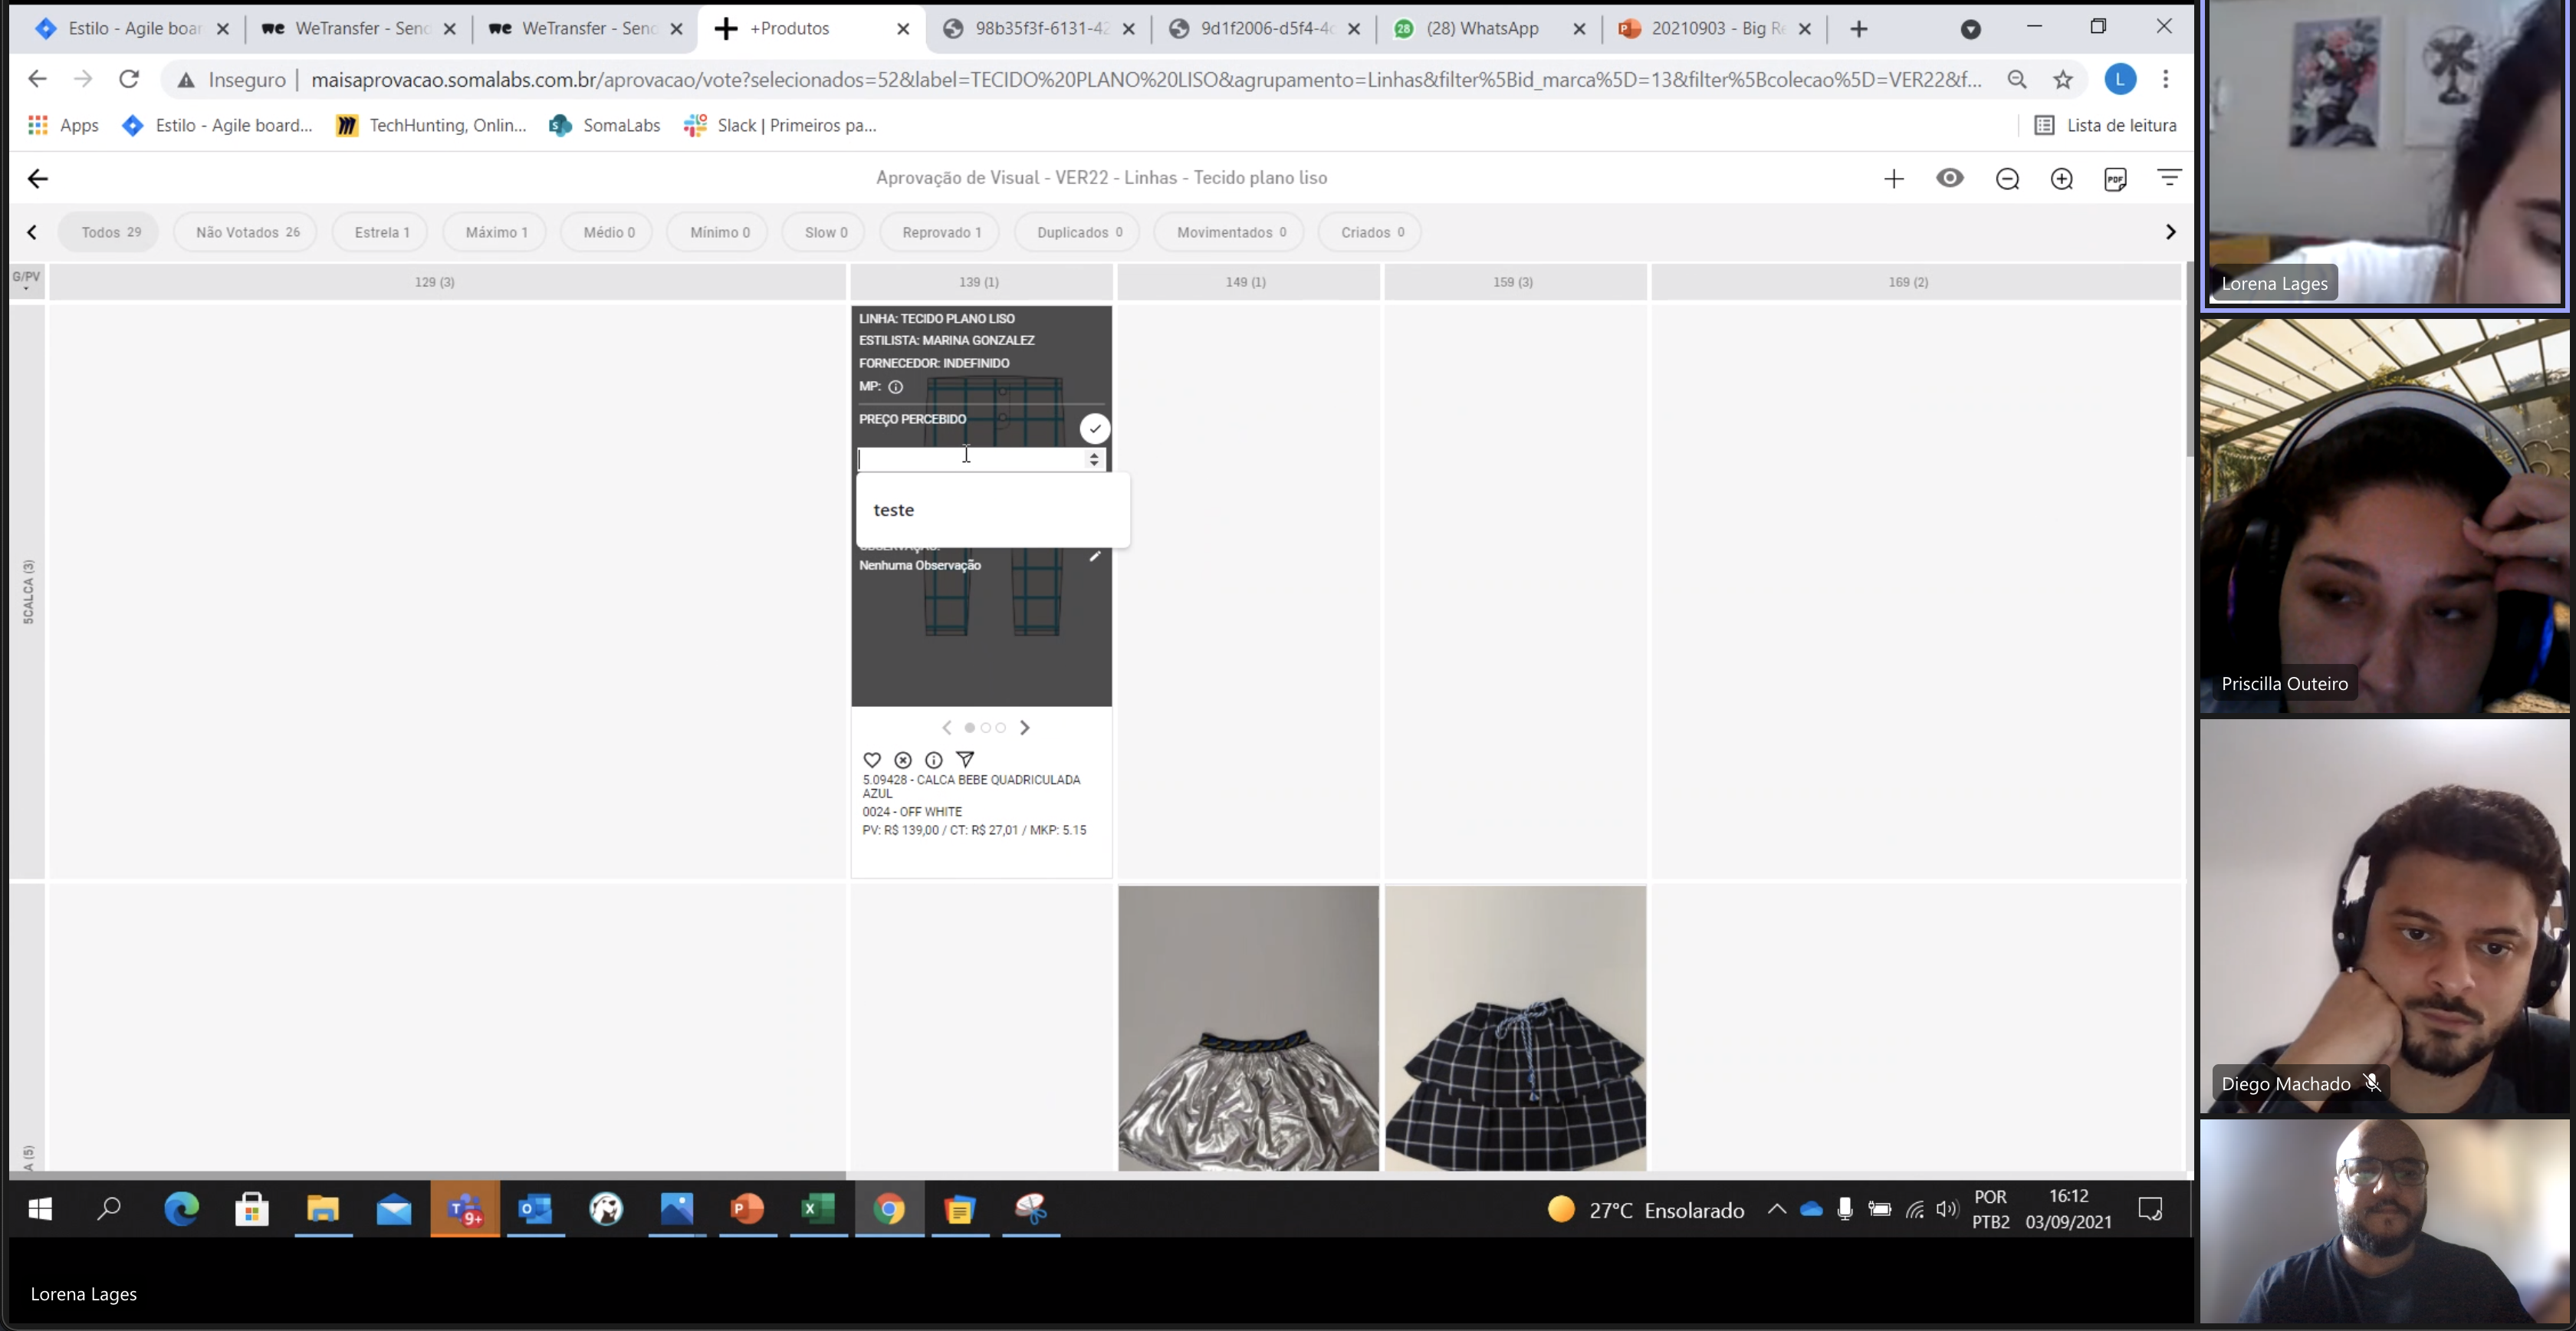 Estilo - Agile boar
WeTransfer - Senc
WeTransfer - Senc
+Produtos
98b35f3f-6131-42
9d1f2006-d5f4-4c
28
(28) WhatsApp
20210903 - Big Re
Inseguro
maisaprovacao.somalabs.com.br/aprovacao/vote?selecionados=52&label=TECIDO%20PLANO%20LISO&agrupamento=Linhas&filter%5Bid_marca%5D=13&filter%5Bcolecao%5D=VER22&f...
L
Apps
Estilo - Agile board...
TechHunting, Onlin...
SomaLabs
Slack | Primeiros pa...
Lista de leitura
Aprovação de Visual - VER22 - Linhas - Tecido plano liso
PDF
Todos 29
Não Votados 26
Estrela 1
Máximo 1
Médio 0
Mínimo 0
Slow 0
Reprovado 1
Duplicados 0
Movimentados 0
Criados 0
G/PV
129 (3)
139 (1)
149 (1)
159 (3)
169 (2)
5CALCA (3)
LINHA: TECIDO PLANO LISO
ESTILISTA: MARINA GONZALEZ
FORNECEDOR: INDEFINIDO
MP:
PREÇO PERCEBIDO
teste
OBSERVAÇÃO:
Nenhuma Observação
5.09428 - CALCA BEBE QUADRICULADA
AZUL
0024 - OFF WHITE
PV: R$ 139,00 / CT: R$ 27,01 / MKP: 5.15
A (5)
9+
27°C Ensolarado
POR
PTB2
16:12
03/09/2021
Lorena Lages
Lorena Lages
Priscilla Outeiro
Diego Machado